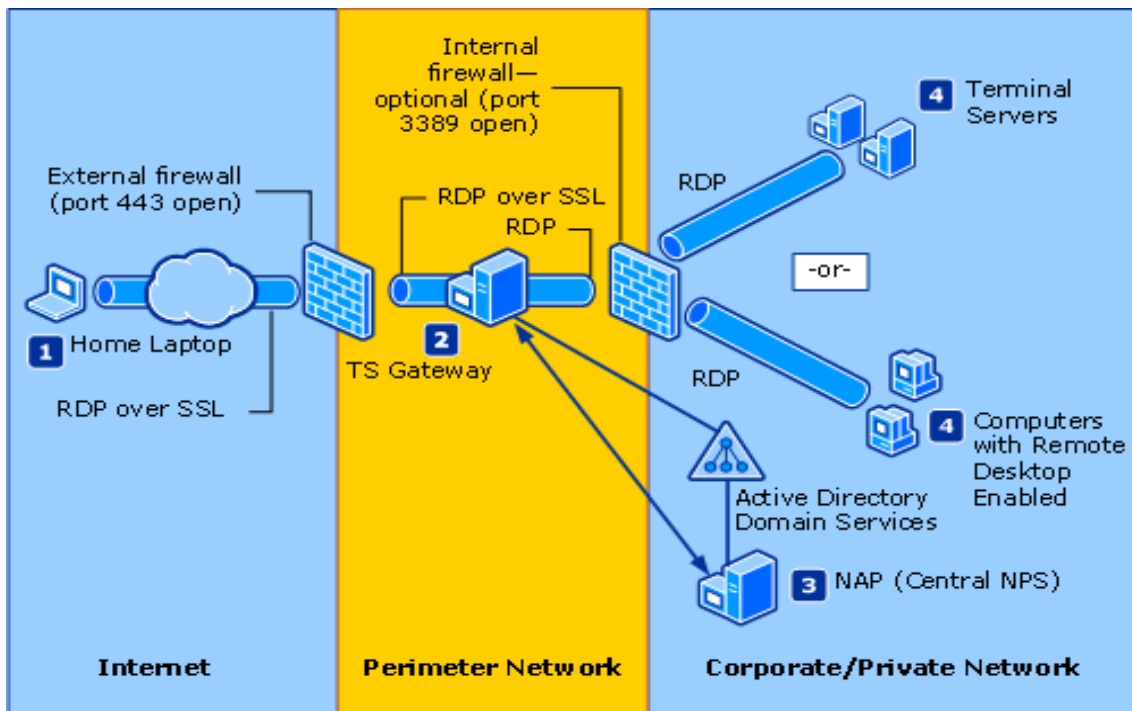 Internal
firewall—
optional (port
3389 open)
4 Terminal
Servers
External firewall
(port 443 open)
RDP over SSL
RDP
RDP
-or-
1 Home Laptop
2
TS Gateway
RDP over SSL
RDP
4 Computers
with Remote
Desktop
Enabled
Active Directory
Domain Services
3 NAP (Central NPS)
Internet
Perimeter Network
Corporate/Private Network